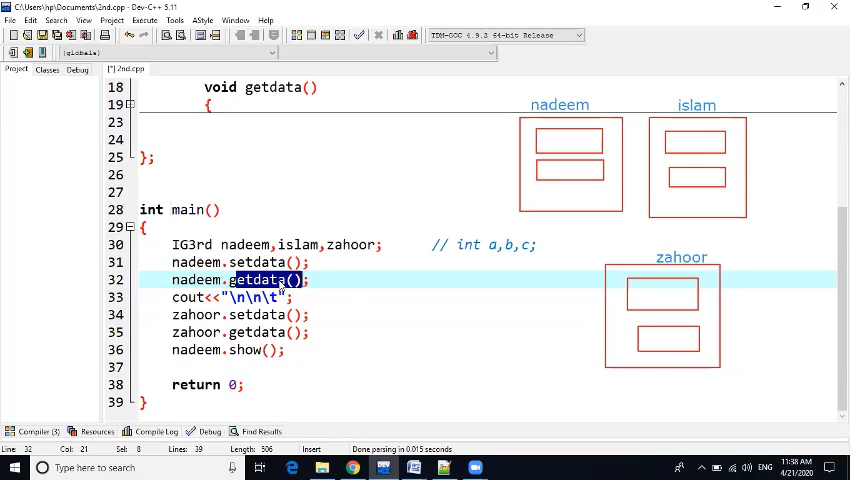 C:\Users\hp\Documents\2nd.cpp - Dev-C++ 5.11
File Edit Search View Project Execute Tools AStyle Window Help
TDM-GCC 4.9.2 64-bit Release
(globals)
Project Classes Debug
[*] 2nd.cpp
18 void getdata()
19 {
nadeem islam
23
24
25 };
26
27
28 int main()
29 {
30 IG3rd nadeem,islam,zahoor; // int a,b,c;
31 nadeem.setdata();
zahoor
32 nadeem.getdata();
33 cout<<"\n\n\t";
34 zahoor.setdata();
35 zahoor.getdata();
36 nadeem.show();
37
38 return 0;
39 }
Compiler (3) Resources Compile Log Debug Find Results
Line: 32 Col: 21 Sel: 8 Lines: 39 Length: 506 Insert Done parsing in 0.015 seconds
Type here to search
ENG
11:38 AM
4/21/2020